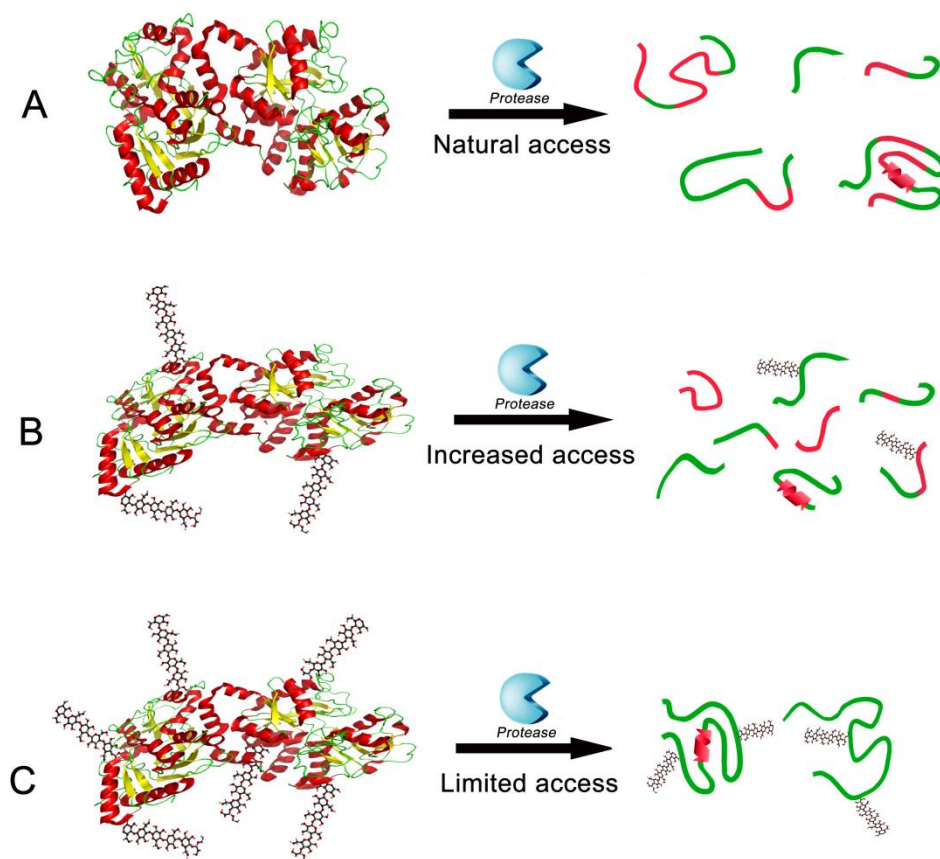 A
Protease
Natural access
B
Protease
Increased access
C
Protease
Limited access